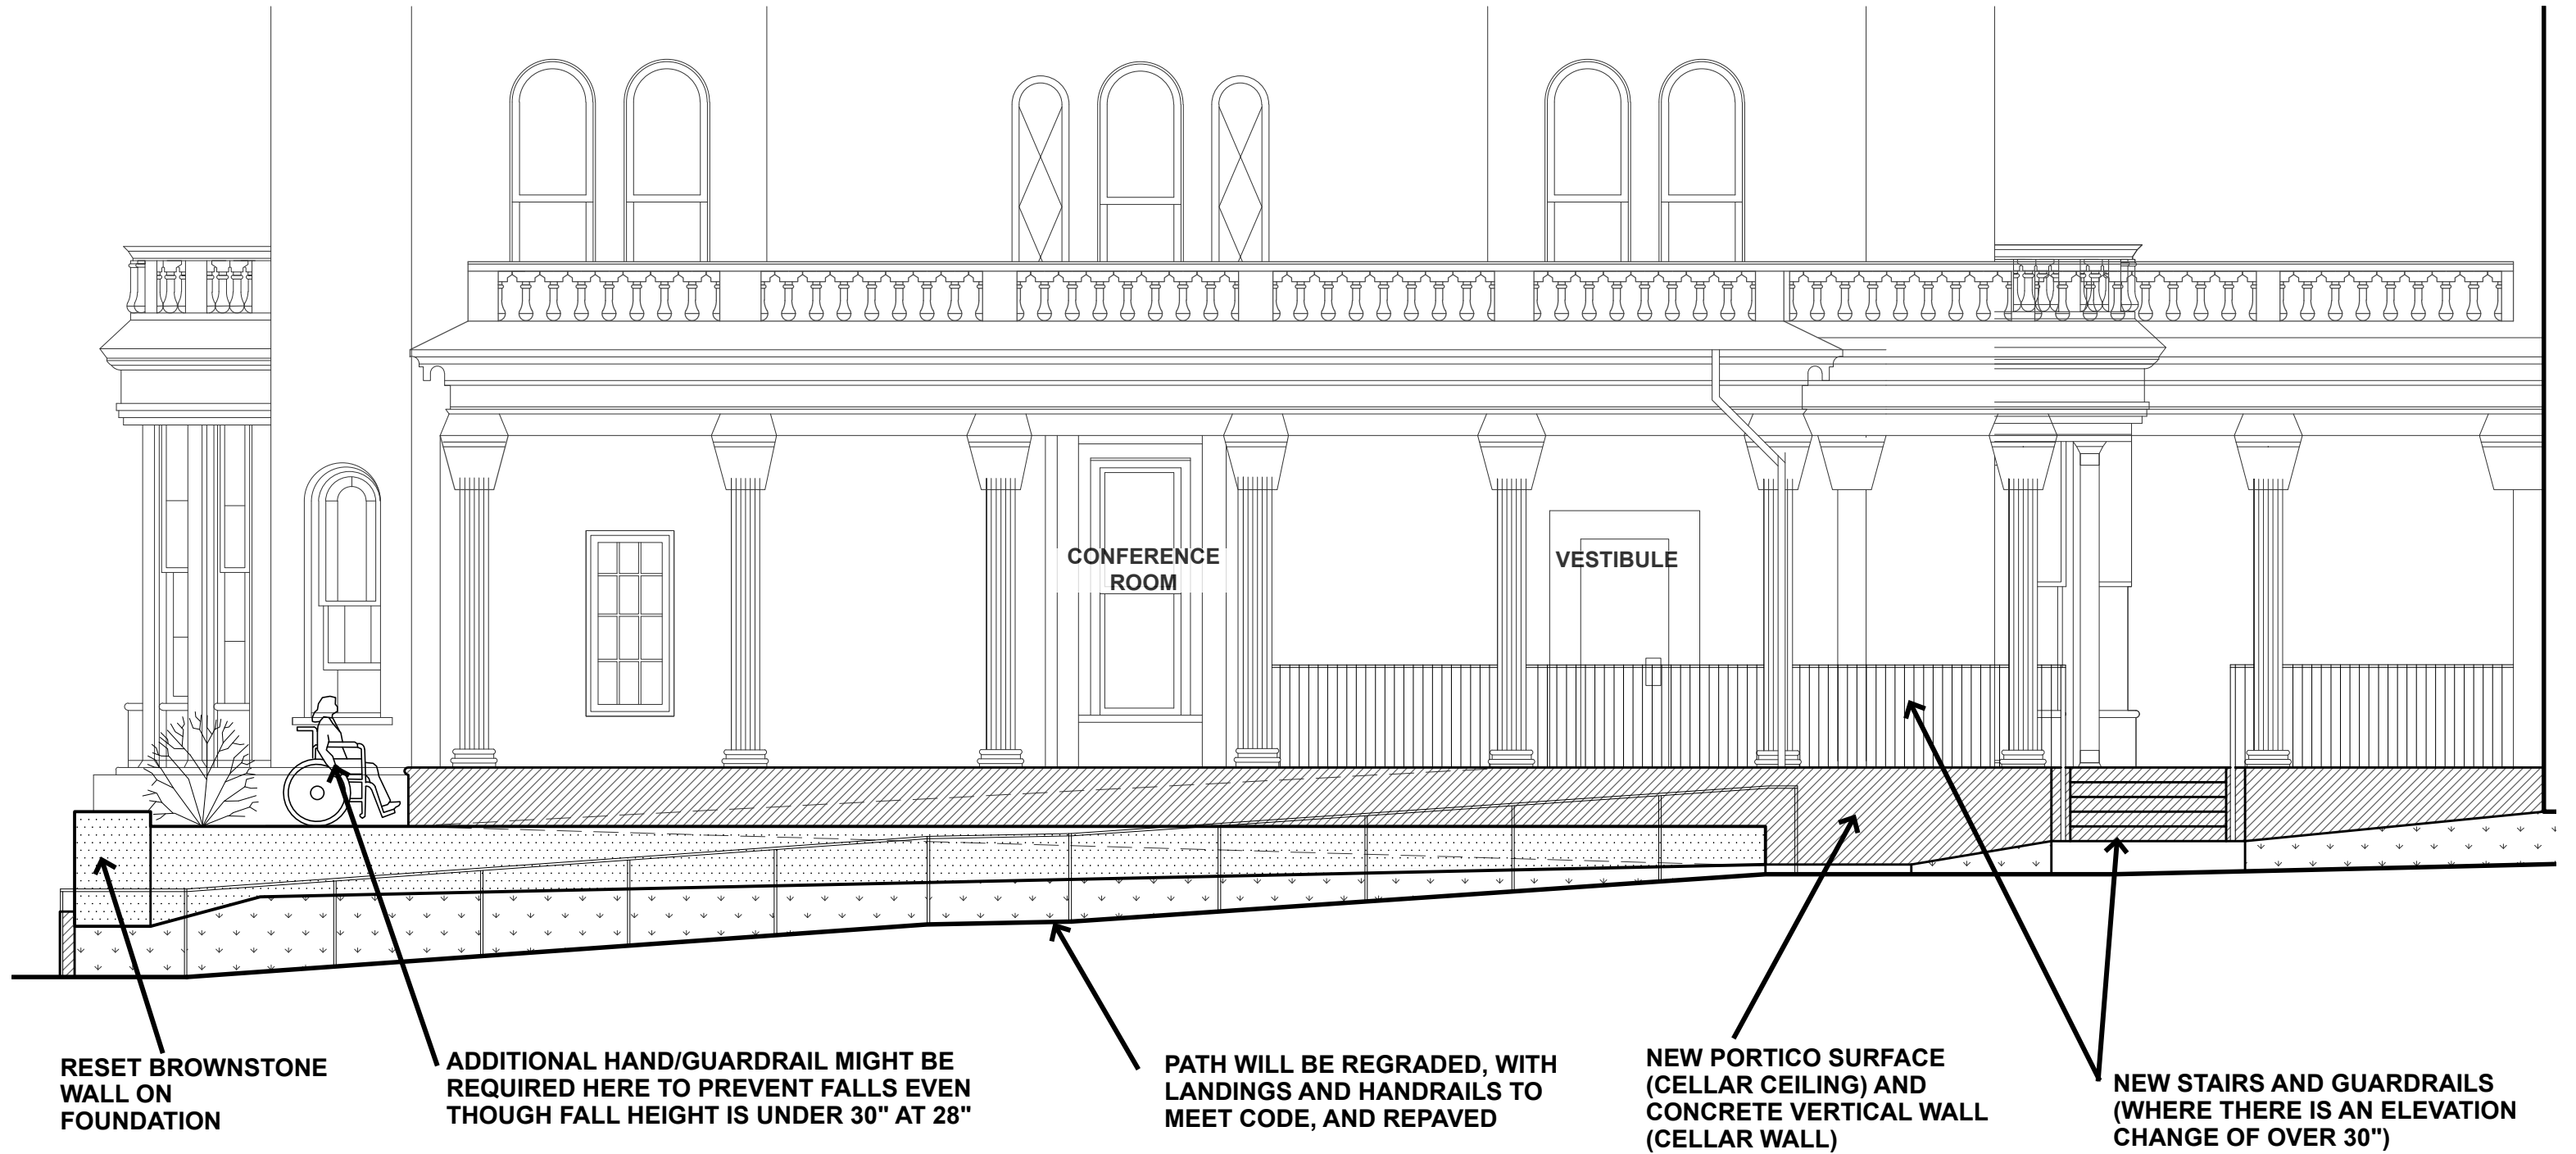 CONFERENCE
ROOM
VESTIBULE
RESET BROWNSTONE
WALL ON
FOUNDATION
ADDITIONAL HAND/GUARDRAIL MIGHT BE
REQUIRED HERE TO PREVENT FALLS EVEN
THOUGH FALL HEIGHT IS UNDER 30" AT 28"
PATH WILL BE REGRADED, WITH
LANDINGS AND HANDRAILS TO
MEET CODE, AND REPAVED
NEW PORTICO SURFACE
(CELLAR CEILING) AND
CONCRETE VERTICAL WALL
(CELLAR WALL)
NEW STAIRS AND GUARDRAILS
(WHERE THERE IS AN ELEVATION
CHANGE OF OVER 30")